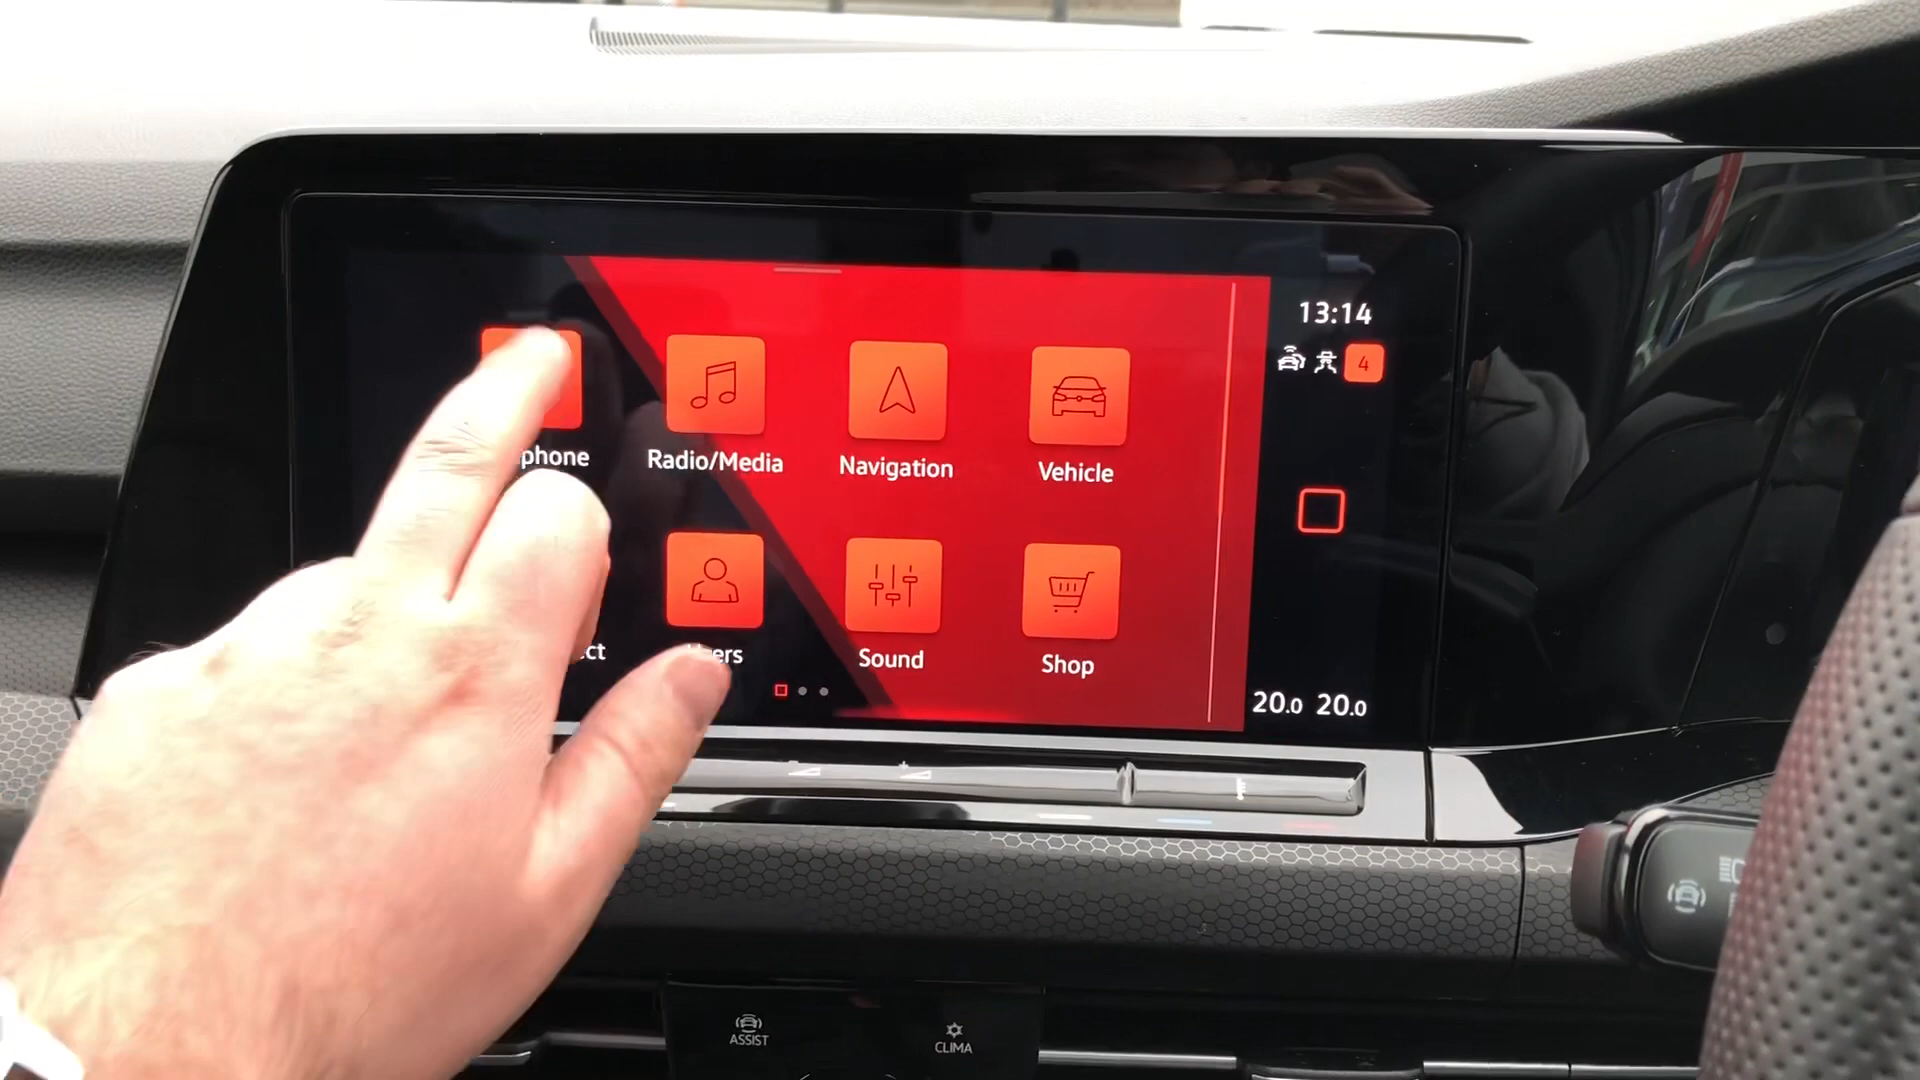 13:14
4
phone
Radio/Media
Navigation
Vehicle
ct
ers
Sound
Shop
20.0 20.0
ASSIST
CLIMA